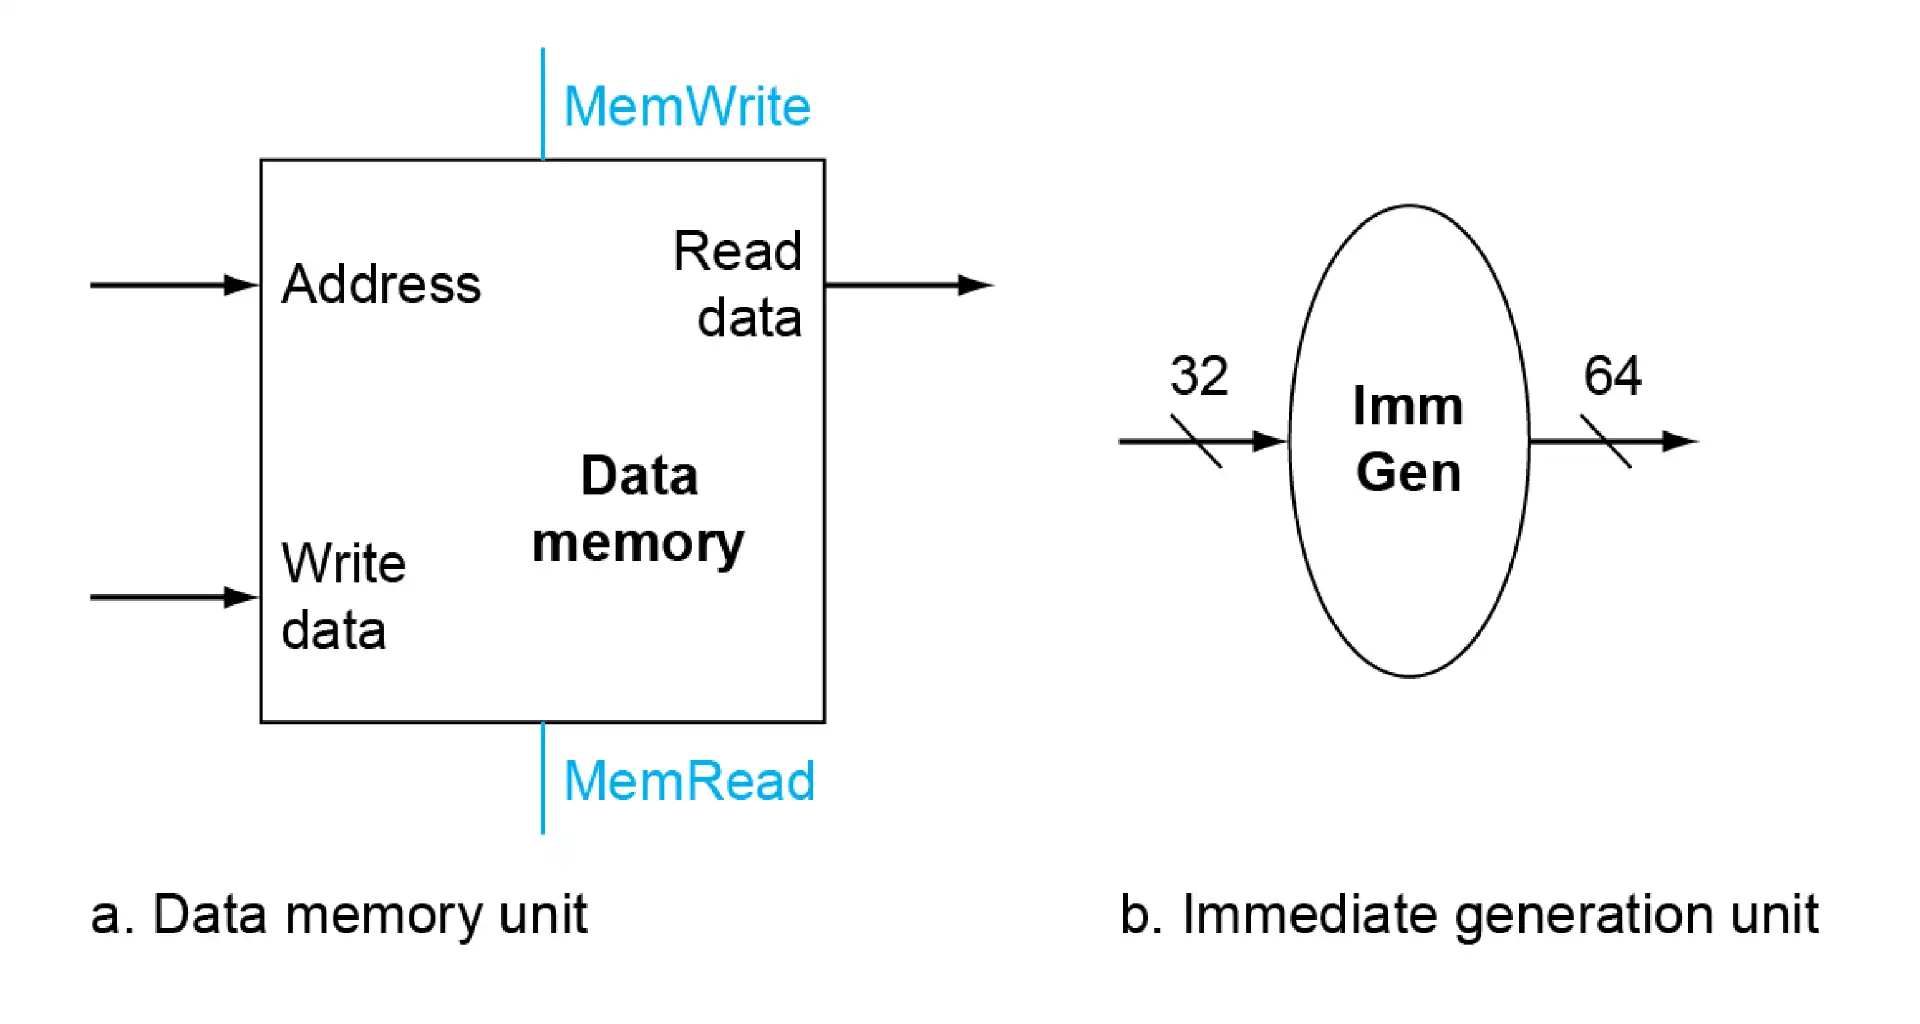 MemWrite
Address
Read
data
Data
memory
Write
data
MemRead
a. Data memory unit
32
Imm
Gen
64
b. Immediate generation unit